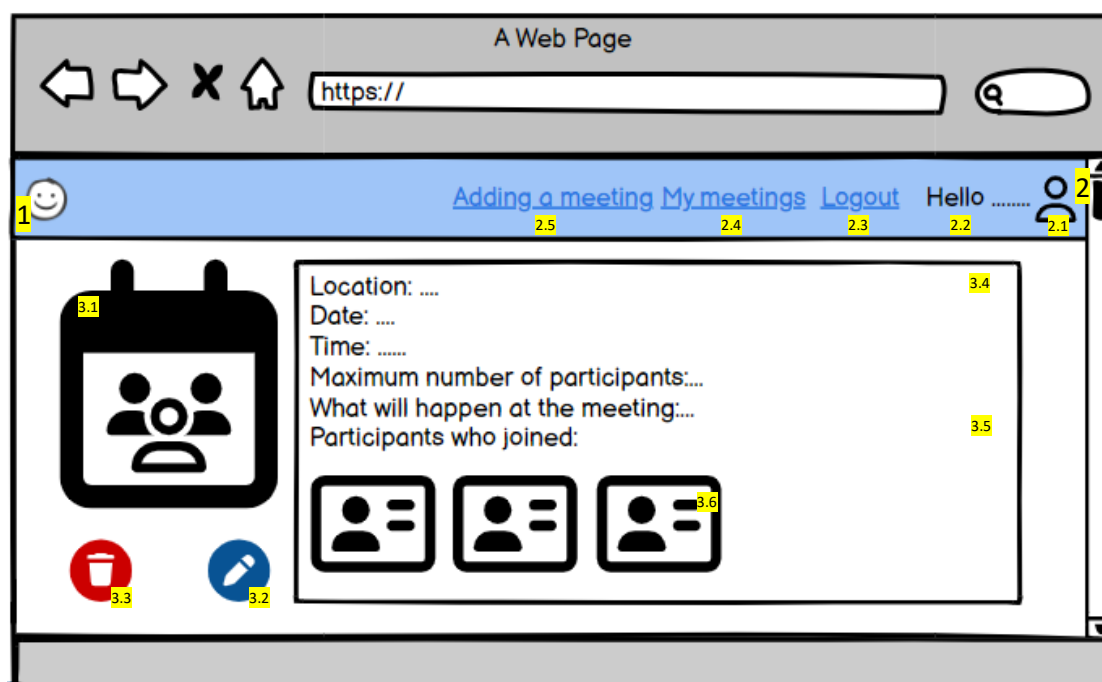 A Web Page
https://
1
Adding a meeting My meetings Logout Hello ........
2
2.5 2.4 2.3 2.2 2.1
3.1
Location: ....
3.4
Date: ....
Time: ......
Maximum number of participants:...
What will happen at the meeting:...
3.5
Participants who joined:
3.6
3.3
3.2